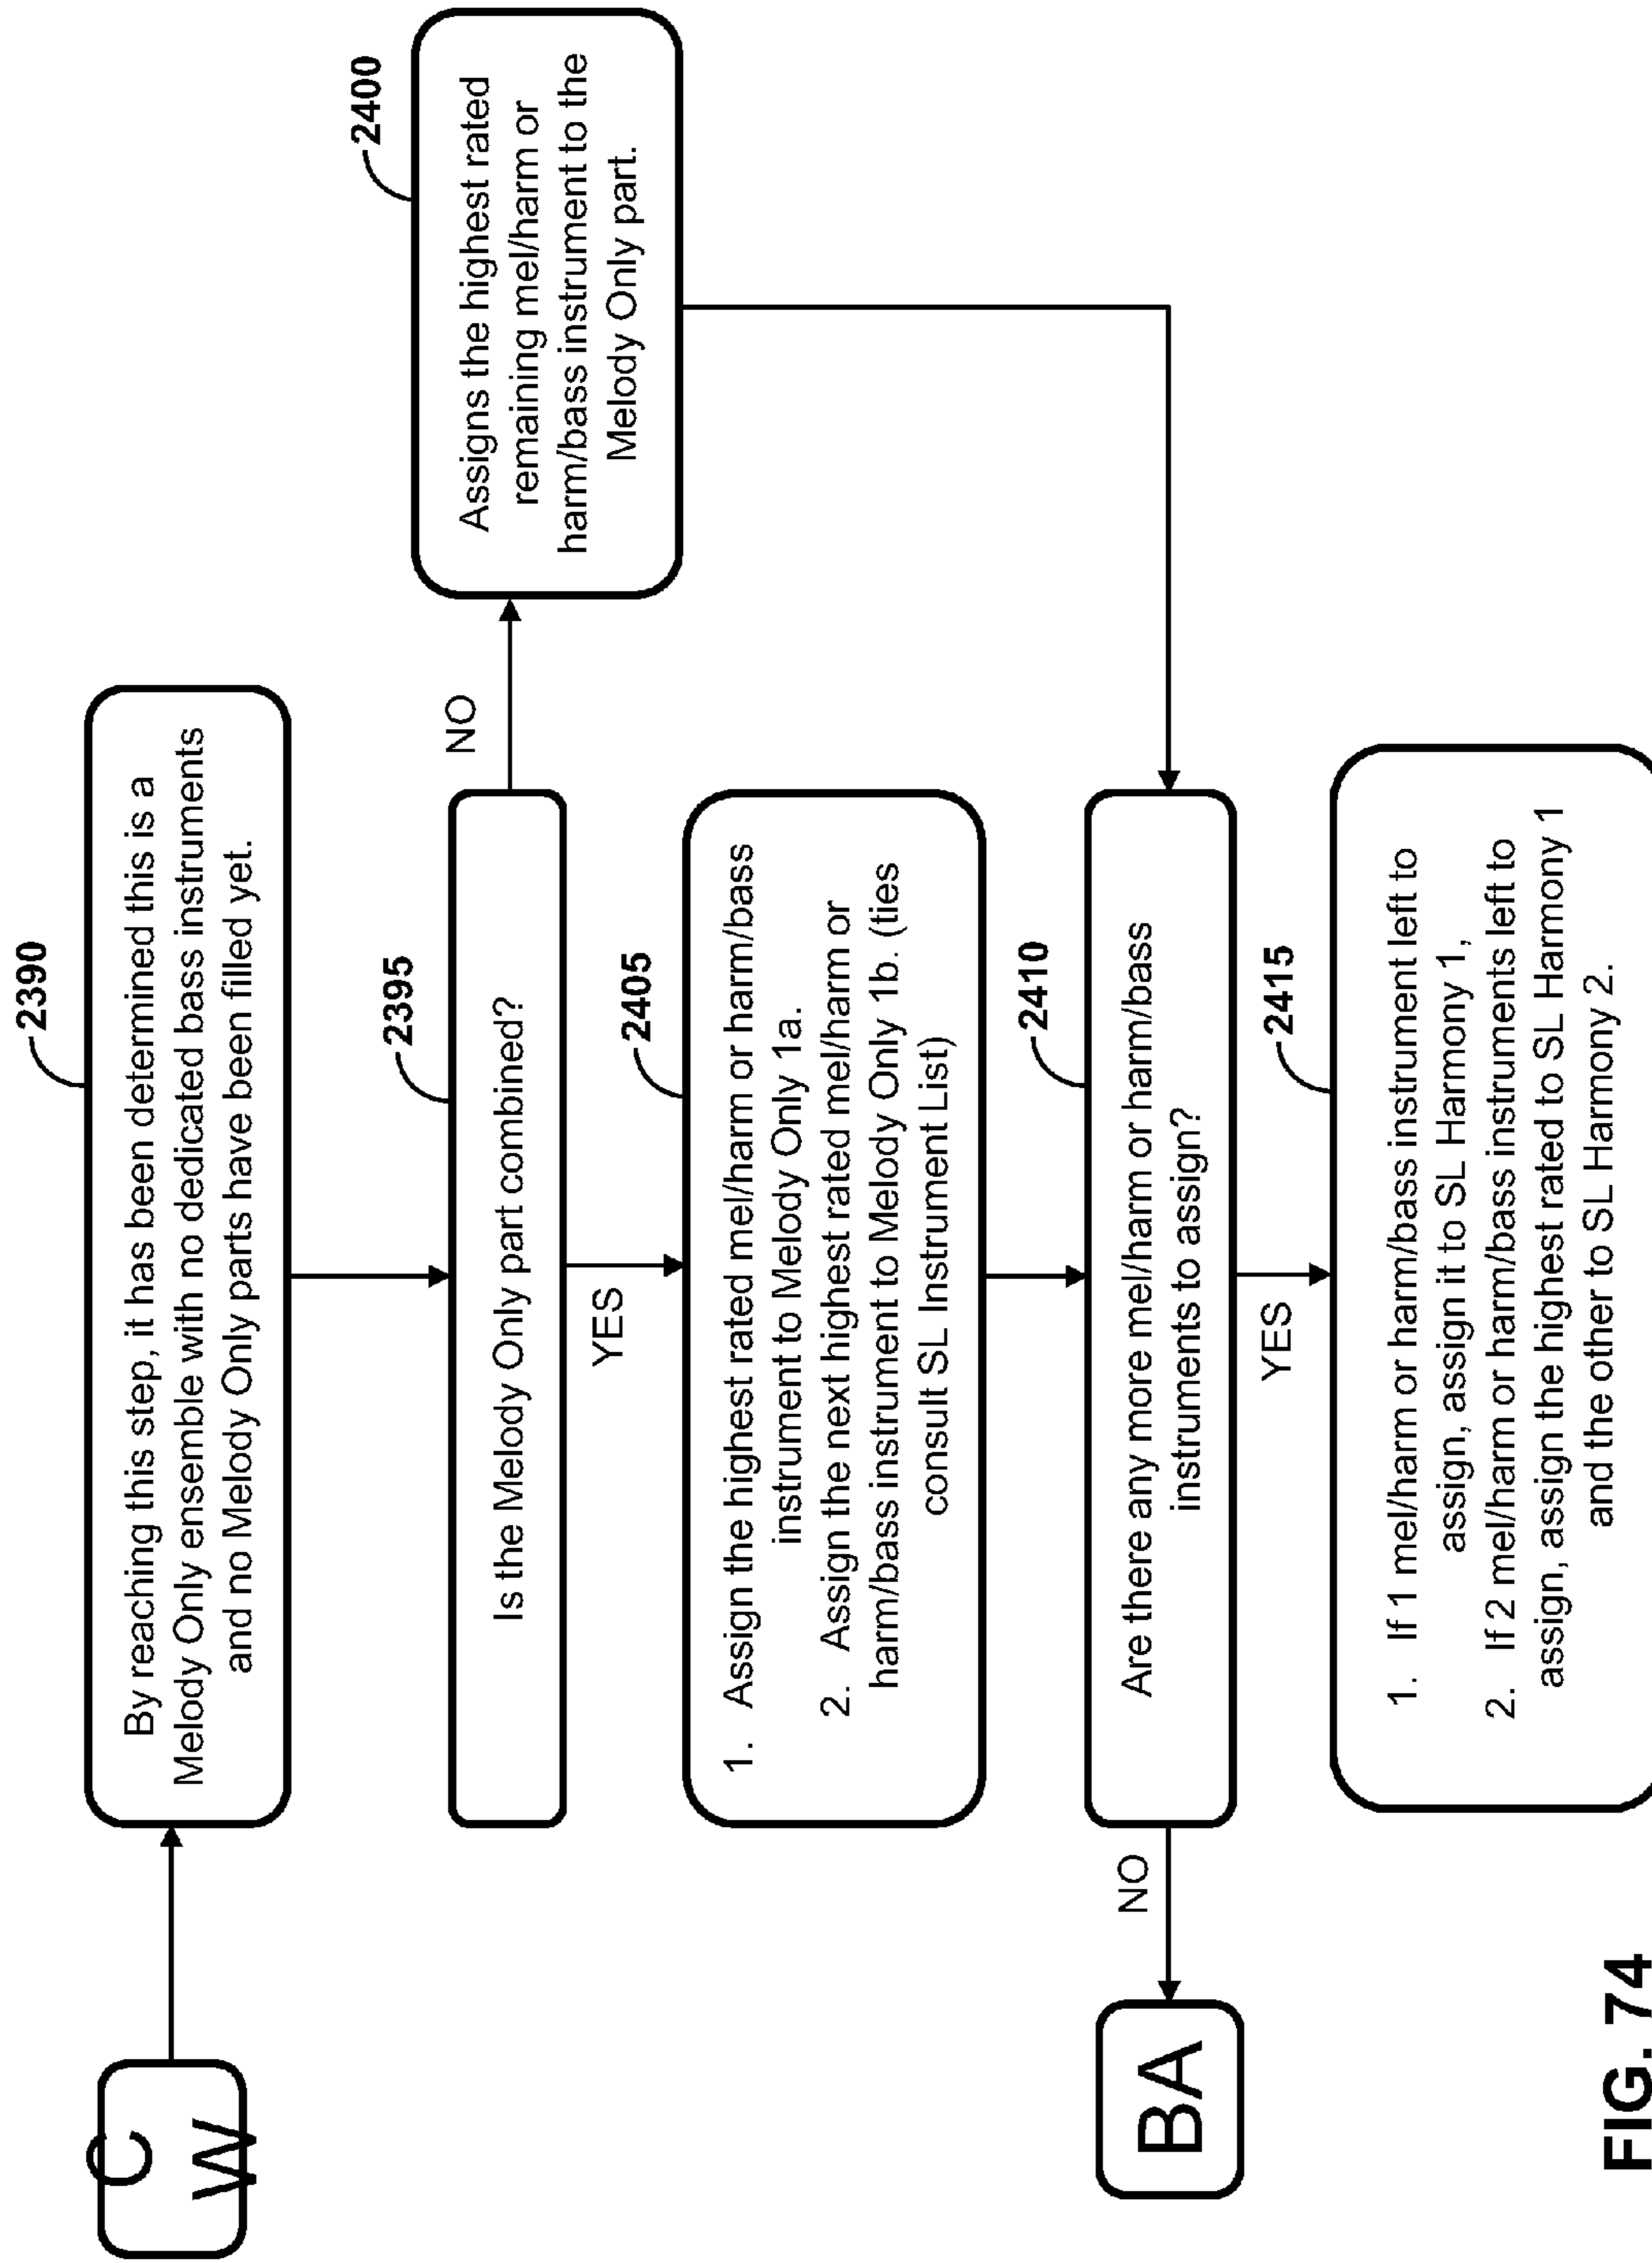 C
W
2390
By reaching this step, it has been determined this is a
Melody Only ensemble with no dedicated bass instruments
and no Melody Only parts have been filled yet.
2395
Is the Melody Only part combined?
NO
2400
Assigns the highest rated
remaining mel/harm or
harm/bass instrument to the
Melody Only part.
YES
2405
1. Assign the highest rated mel/harm or harm/bass
instrument to Melody Only 1a.
2. Assign the next highest rated mel/harm or
harm/bass instrument to Melody Only 1b. (ties
consult SL Instrument List)
2410
Are there any more mel/harm or harm/bass
instruments to assign?
NO
BA
YES
2415
1. If 1 mel/harm or harm/bass instrument left to
assign, assign it to SL Harmony 1,
2. If 2 mel/harm or harm/bass instruments left to
assign, assign the highest rated to SL Harmony 1
and the other to SL Harmony 2.
FIG. 74